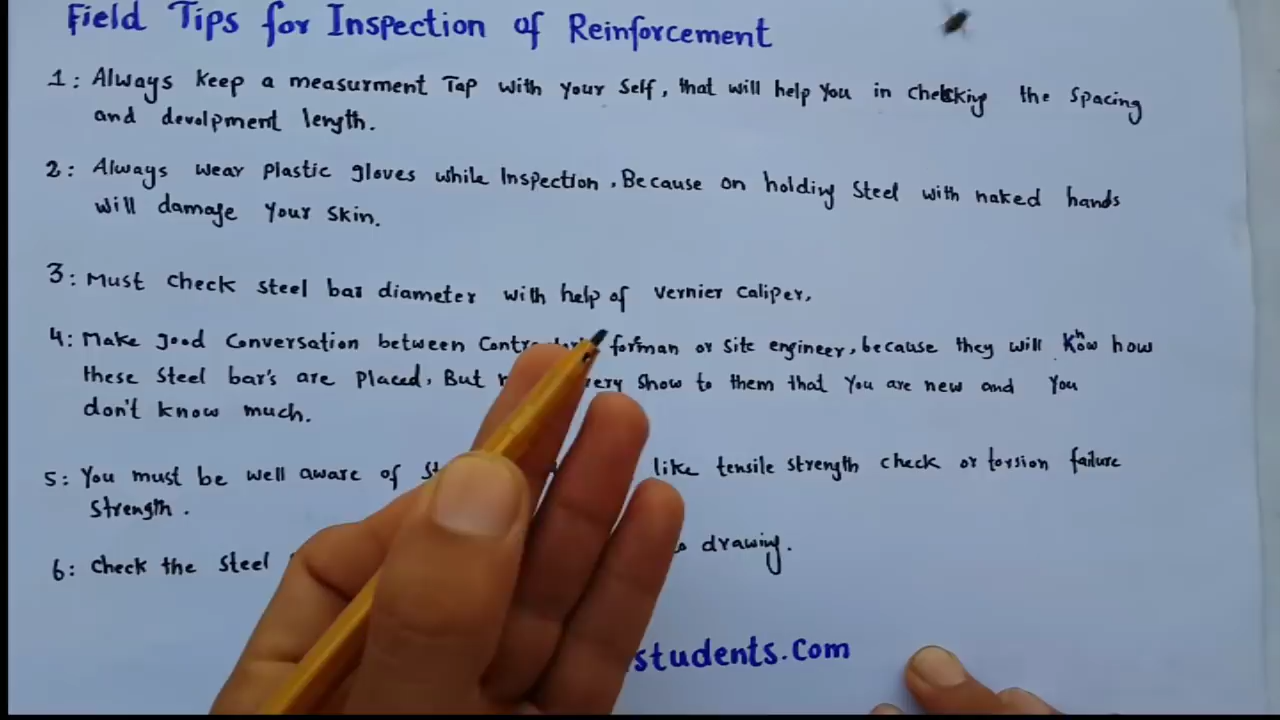 Field Tips for Inspection of Reinforcement
1: Always keep a measurment Tap with your self, that will help you in the spacing
and devolpment length.
2: Always wear plastic gloves while Inspection, Because on holding steel with naked hands
will damage your skin.
3: Must check steel bar diameter with help of vernier caliper.
4: Make good conversation between forman or site engineer, because they will know how
these steel bar's are placed, But show to them that you are new and you
don't know much.
5: You must be well aware of like tensile strength check or torsion failure
strength.
6: Check the steel drawing.
students.com